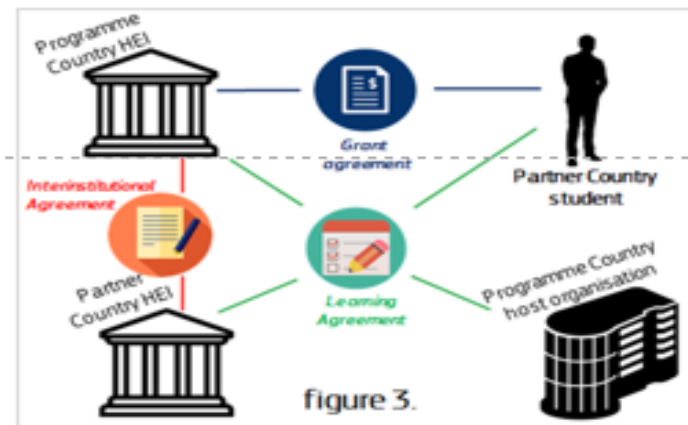 Programme
Country HEI
Grant
agreement
Partner Country
student
Interinstitutional
Agreement
Partner
Country HEI
Learning
Agreement
Programme Country
host organisation
figure 3.